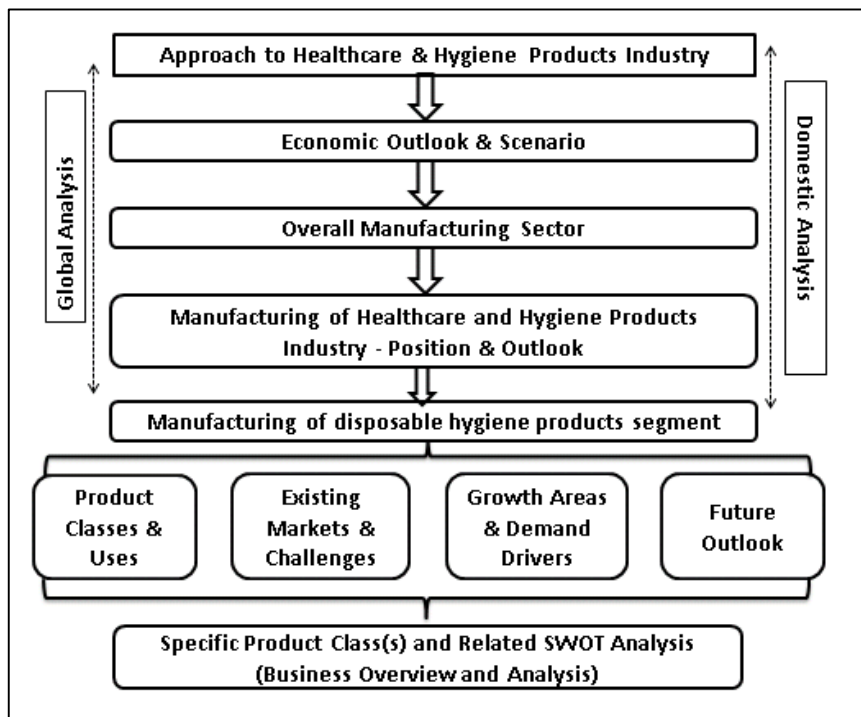 Approach to Healthcare & Hygiene Products Industry
Global Analysis
Domestic Analysis
Economic Outlook & Scenario
Overall Manufacturing Sector
Manufacturing of Healthcare and Hygiene Products
Industry - Position & Outlook
Manufacturing of disposable hygiene products segment
Product
Classes &
Uses
Existing
Markets &
Challenges
Growth Areas
& Demand
Drivers
Future
Outlook
Specific Product Class(s) and Related SWOT Analysis
(Business Overview and Analysis)